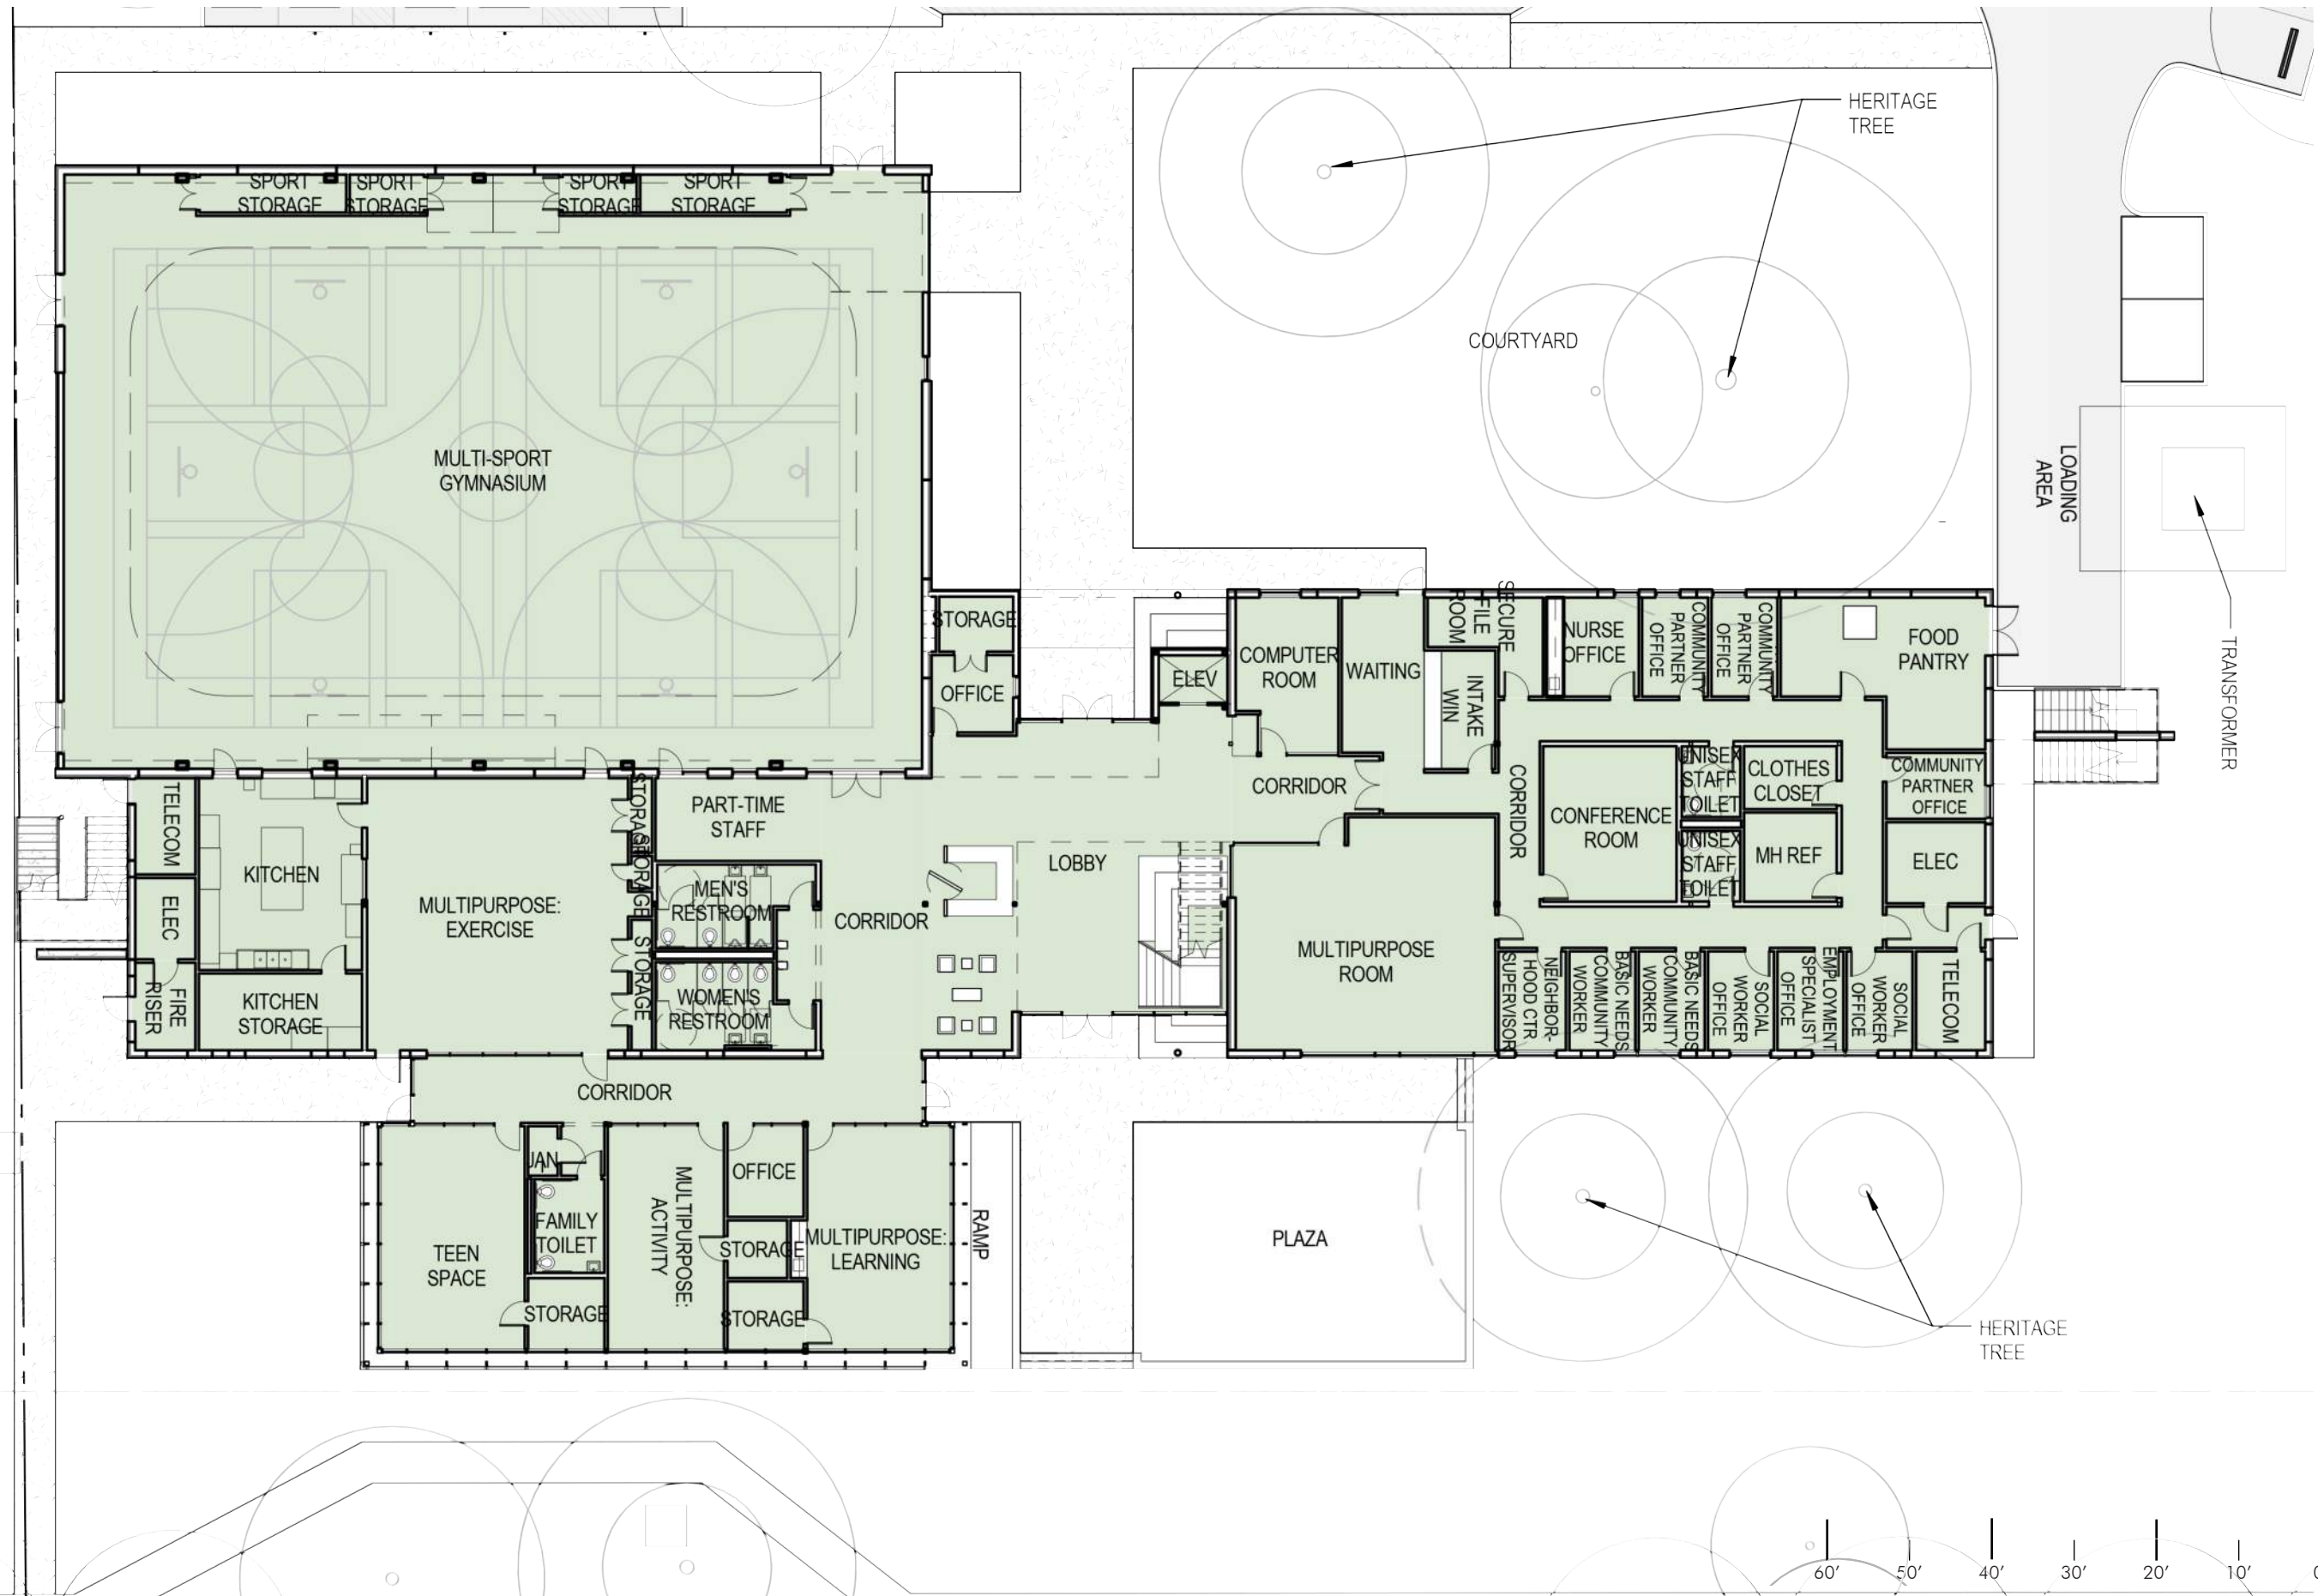 HERITAGE
TREE
SPORT
STORAGE
SPORT
STORAGE
SPORT
STORAGE
SPORT
STORAGE
COURTYARD
MULTI-SPORT
GYMNASIUM
LOADING
AREA
TRANSFORMER
STORAGE
OFFICE
ELEV
COMPUTER
ROOM
WAITING
SECURE
FILE
ROOM
INTAKE
WIN
NURSE
OFFICE
COMMUNITY
PARTNER
OFFICE
COMMUNITY
PARTNER
OFFICE
FOOD
PANTRY
TELECOM
KITCHEN
STORAGE
STORAGE
PART-TIME
STAFF
CORRIDOR
CORRIDOR
CONFERENCE
ROOM
UNISEX
STAFF
TOILET
CLOTHES
CLOSET
COMMUNITY
PARTNER
OFFICE
UNISEX
STAFF
TOILET
MH REF
ELEC
LOBBY
ELEC
MULTIPURPOSE:
EXERCISE
MEN'S
RESTROOM
CORRIDOR
STORAGE
MULTIPURPOSE
ROOM
FIRE
RISER
KITCHEN
STORAGE
WOMEN'S
RESTROOM
NEIGHBOR-
HOOD CTR
SUPERVISOR
BASIC NEEDS
COMMUNITY
WORKER
BASIC NEEDS
COMMUNITY
WORKER
SOCIAL
WORKER
OFFICE
EMPLOYMENT
SPECIALIST
OFFICE
SOCIAL
WORKER
OFFICE
TELECOM
CORRIDOR
JAN
OFFICE
MULTIPURPOSE:
ACTIVITY
FAMILY
TOILET
TEEN
SPACE
STORAGE
MULTIPURPOSE:
LEARNING
RAMP
PLAZA
STORAGE
STORAGE
HERITAGE
TREE
60' 50' 40' 30' 20' 10' 0